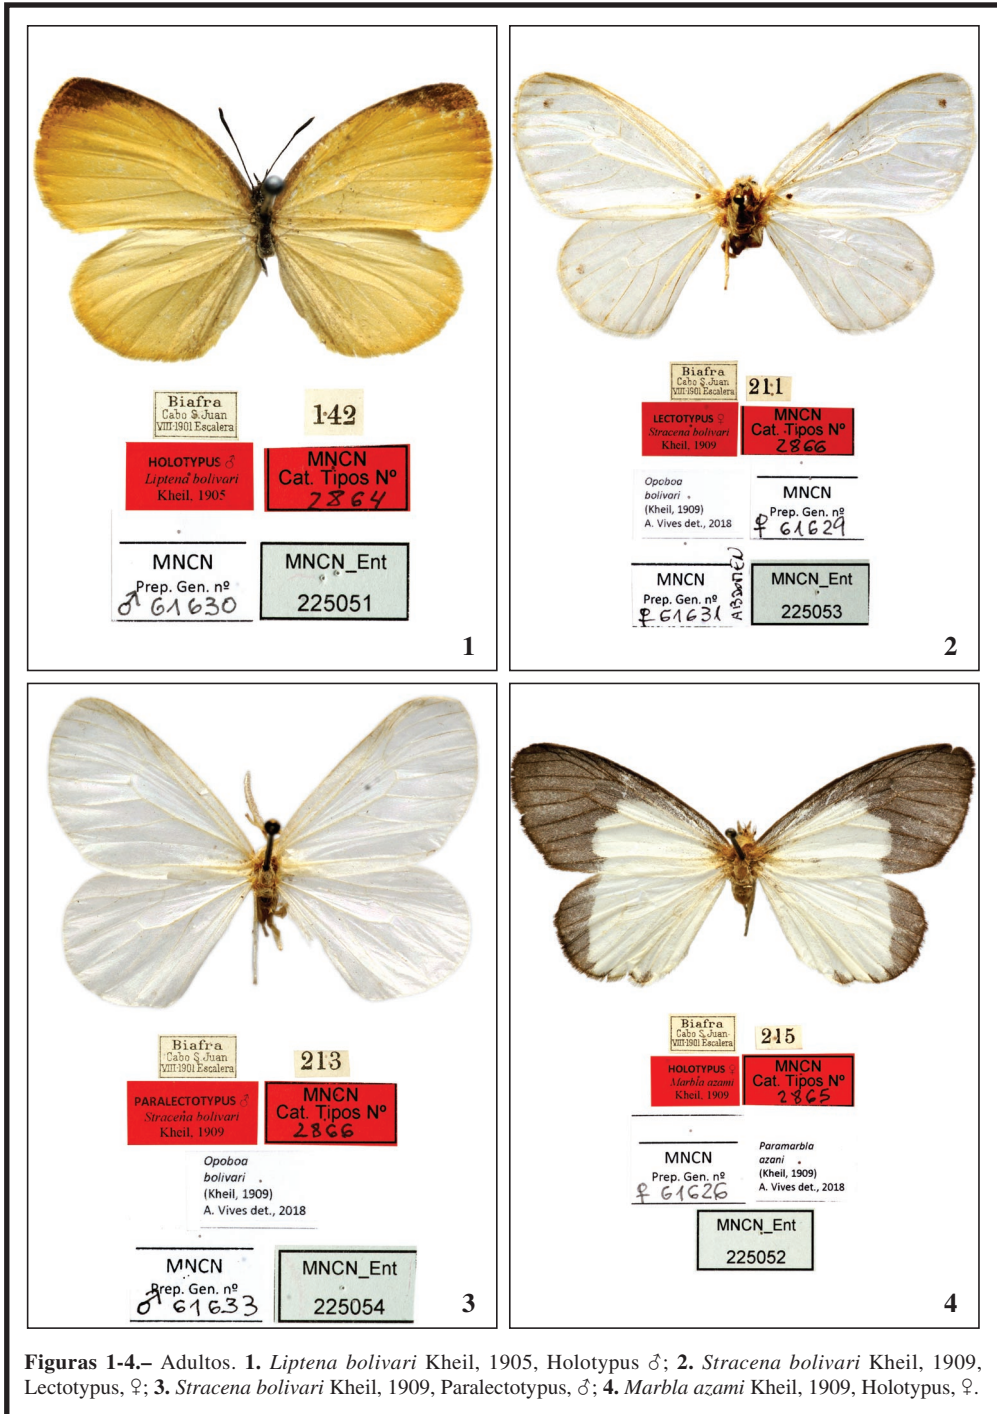 Biafra
Cabo S. Juan
VIII-1901 Escalera
142
HOLOTYPUS ♂
Liptena bolivari
Kheil, 1905
MNCN
Cat. Tipos Nº
2864
MNCN
Prep. Gen. nº
♂ 61630
MNCN_Ent
225051
1
Biafra
Cabo S. Juan
VIII-1901 Escalera
211
LECTOTYPUS ♀
Stracena bolivari
Kheil, 1909
MNCN
Cat. Tipos Nº
2866
Opoboa
bolivari
(Kheil, 1909)
A. Vives det., 2018
MNCN
Prep. Gen. nº
♀ 61629
MNCN
Prep. Gen. nº
♀ 61631
ABDOMEN
MNCN_Ent
225053
2
Biafra
Cabo S. Juan
VIII-1901 Escalera
213
PARALECTOTYPUS ♂
Stracena bolivari
Kheil, 1909
MNCN
Cat. Tipos Nº
2866
Opoboa
bolivari
(Kheil, 1909)
A. Vives det., 2018
MNCN
Prep. Gen. nº
♂ 61633
MNCN_Ent
225054
3
Biafra
Cabo S. Juan
VIII-1901 Escalera
215
HOLOTYPUS ♀
Marbla azami
Kheil, 1909
MNCN
Cat. Tipos Nº
2865
MNCN
Prep. Gen. nº
♀ 61626
Paramarbla
azani
(Kheil, 1909)
A. Vives det., 2018
MNCN_Ent
225052
4
Figuras 1-4.– Adultos. 1. Liptena bolivari Kheil, 1905, Holotypus ♂; 2. Stracena bolivari Kheil, 1909,
Lectotypus, ♀; 3. Stracena bolivari Kheil, 1909, Paralectotypus, ♂; 4. Marbla azami Kheil, 1909, Holotypus, ♀.